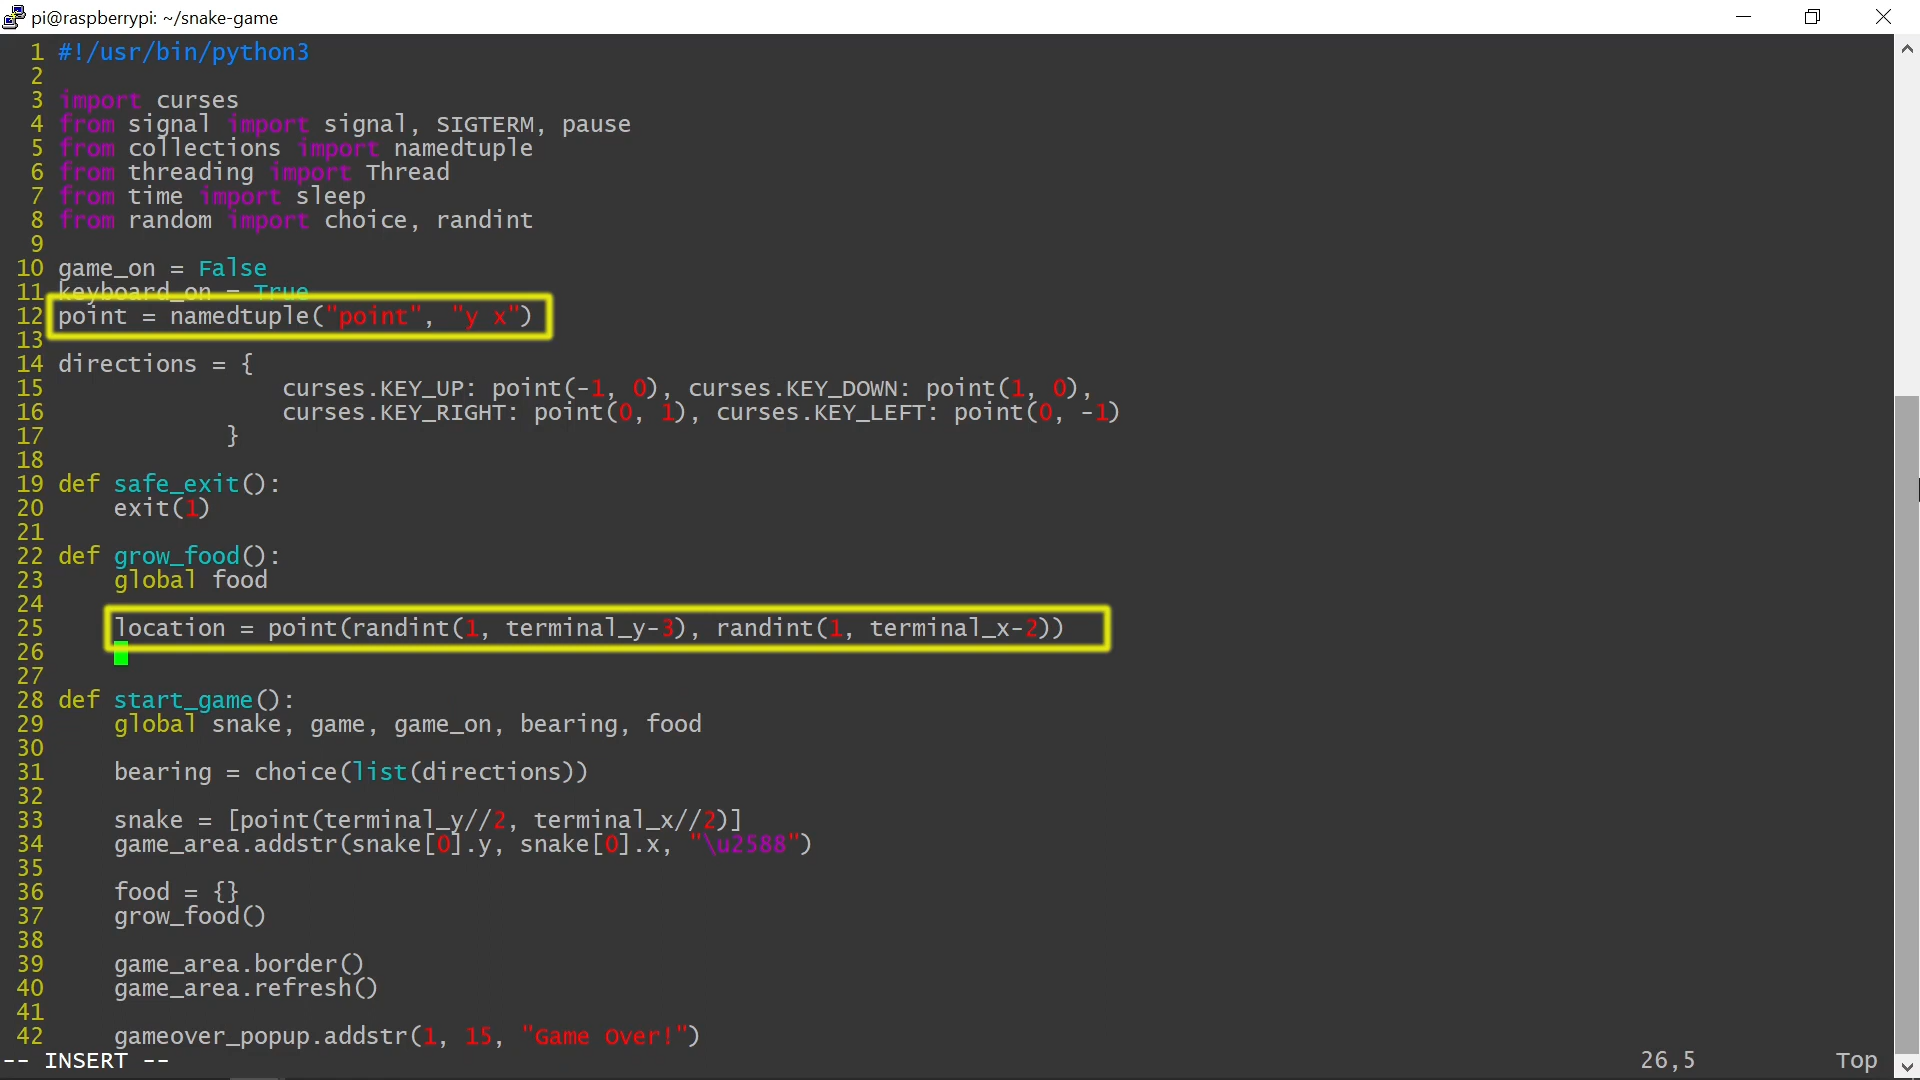 pi@raspberrypi: ~/snake-game
1 #!/usr/bin/python3
2
3 import curses
4 from signal import signal, SIGTERM, pause
5 from collections import namedtuple
6 from threading import Thread
7 from time import sleep
8 from random import choice, randint
9
10 game_on = False
11 keyboard_on = True
12 point = namedtuple("point", "y x")
13
14 directions = {
15                 curses.KEY_UP: point(-1, 0), curses.KEY_DOWN: point(1, 0),
16                 curses.KEY_RIGHT: point(0, 1), curses.KEY_LEFT: point(0, -1)
17             }
18
19 def safe_exit():
20     exit(1)
21
22 def grow_food():
23     global food
24
25     location = point(randint(1, terminal_y-3), randint(1, terminal_x-2))
26
27
28 def start_game():
29     global snake, game, game_on, bearing, food
30
31     bearing = choice(list(directions))
32
33     snake = [point(terminal_y//2, terminal_x//2)]
34     game_area.addstr(snake[0].y, snake[0].x, "\u2588")
35
36     food = {}
37     grow_food()
38
39     game_area.border()
40     game_area.refresh()
41
42     gameover_popup.addstr(1, 15, "Game Over!")
-- INSERT -- 26,5 Top